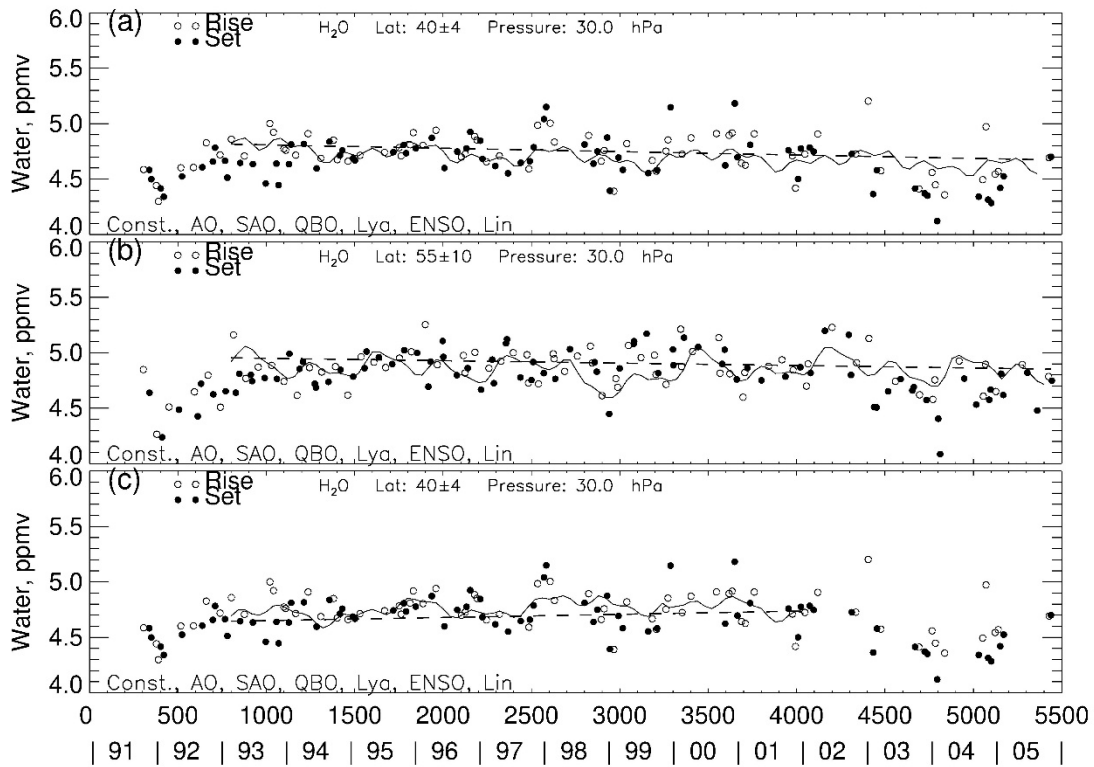 6.0
(a)
○ ○ Rise
● ● Set
H₂O Lat: 40±4 Pressure: 30.0 hPa
5.5
5.0
4.5
4.0
Water, ppmv
Const., AO, SAO, QBO, Lya, ENSO, Lin
6.0
(b)
○ ○ Rise
● ● Set
H₂O Lat: 55±10 Pressure: 30.0 hPa
5.5
5.0
4.5
4.0
Water, ppmv
Const., AO, SAO, QBO, Lya, ENSO, Lin
6.0
(c)
○ ○ Rise
● ● Set
H₂O Lat: 40±4 Pressure: 30.0 hPa
5.5
5.0
4.5
4.0
Water, ppmv
Const., AO, SAO, QBO, Lya, ENSO, Lin
0 500 1000 1500 2000 2500 3000 3500 4000 4500 5000 5500
| 91 | 92 | 93 | 94 | 95 | 96 | 97 | 98 | 99 | 00 | 01 | 02 | 03 | 04 | 05 |